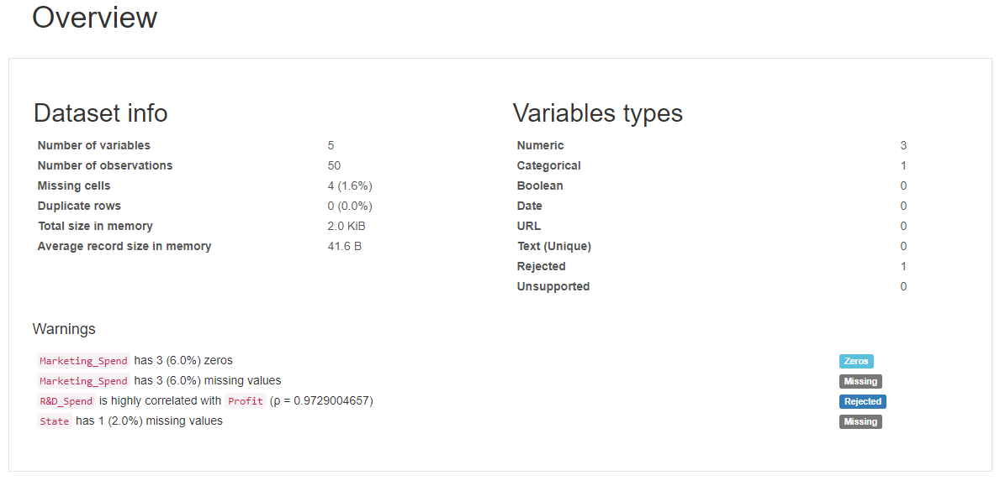 Overview
Dataset info
Number of variables 5
Number of observations 50
Missing cells 4 (1.6%)
Duplicate rows 0 (0.0%)
Total size in memory 2.0 KiB
Average record size in memory 41.6 B
Variables types
Numeric 3
Categorical 1
Boolean 0
Date 0
URL 0
Text (Unique) 0
Rejected 1
Unsupported 0
Warnings
Marketing_Spend has 3 (6.0%) zeros Zeros
Marketing_Spend has 3 (6.0%) missing values Missing
R&D_Spend is highly correlated with Profit (ρ = 0.9729004657) Rejected
State has 1 (2.0%) missing values Missing